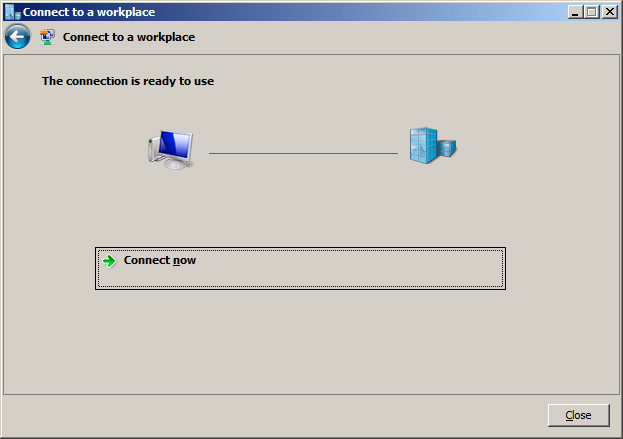 Connect to a workplace
Connect to a workplace
The connection is ready to use
Connect now
Close